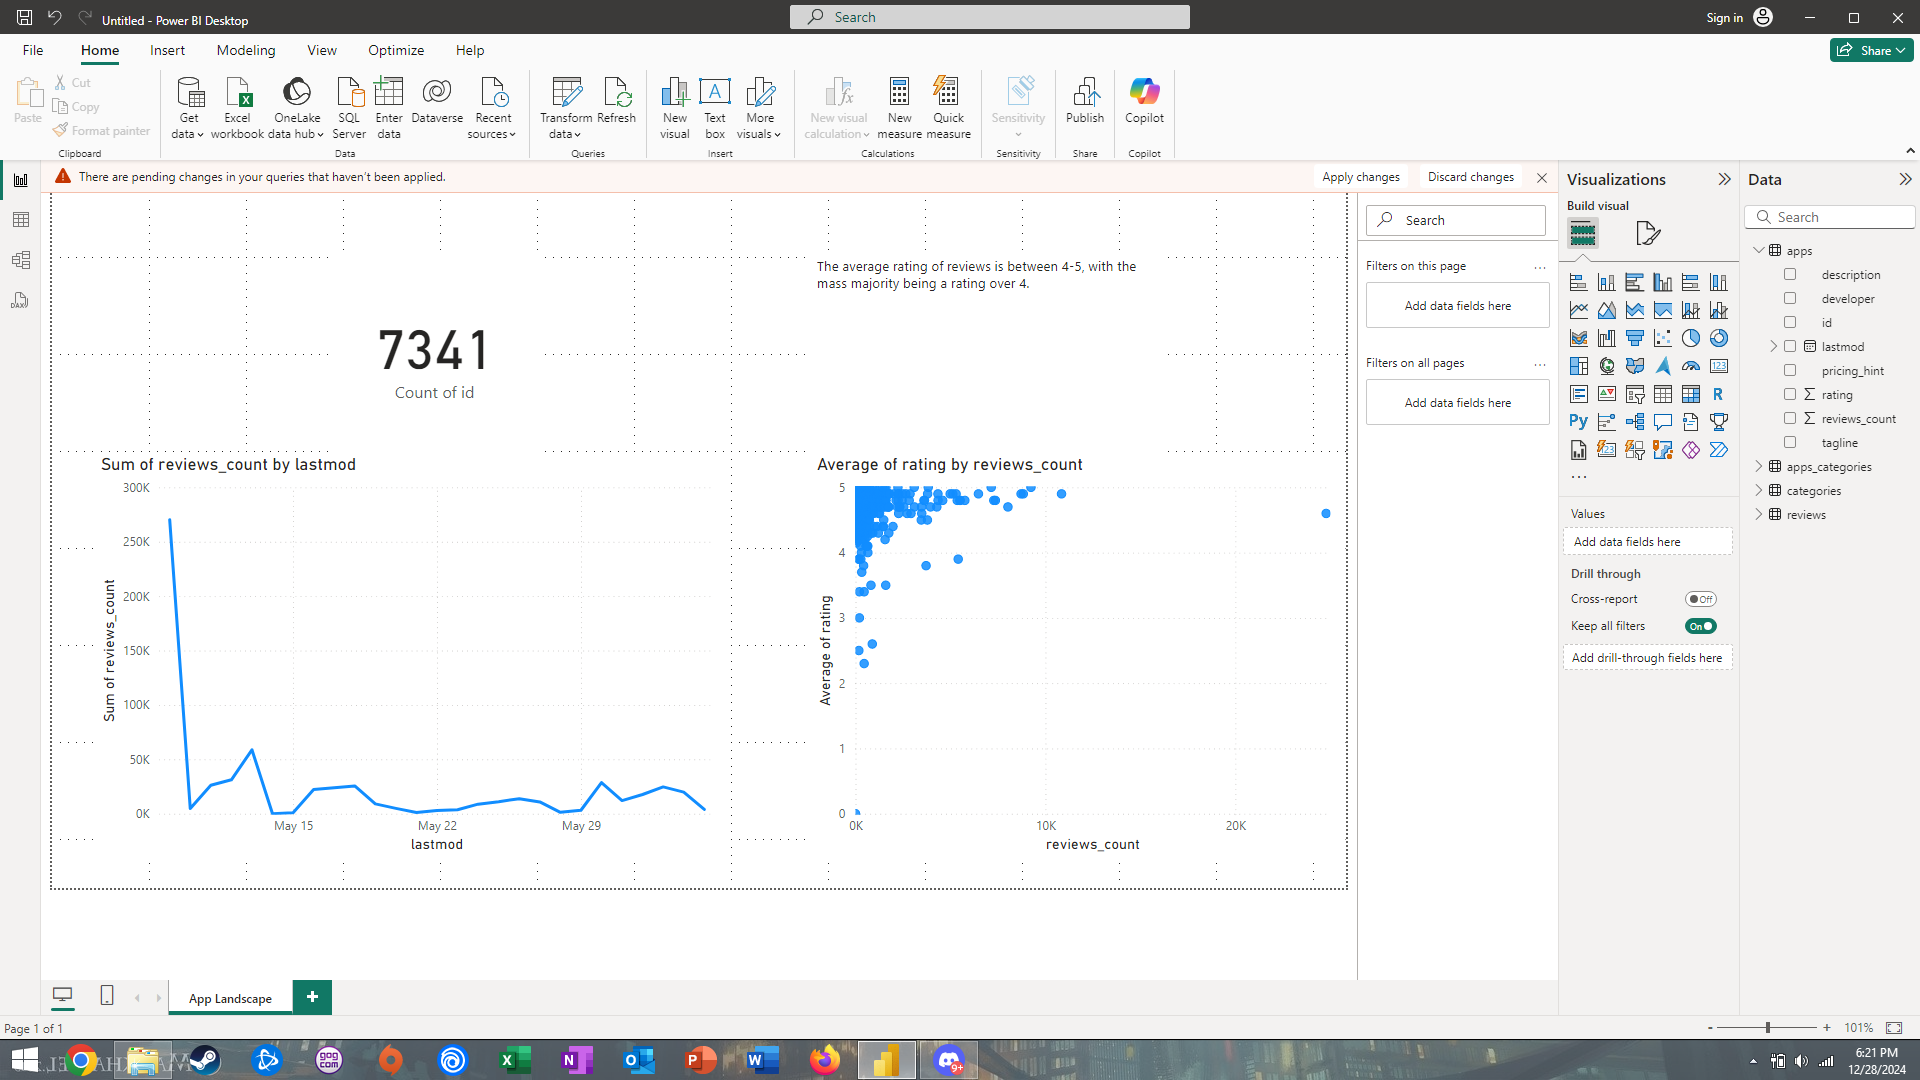 Untitled - Power BI Desktop
Search
Sign in
File
Home
Insert
Modeling
View
Optimize
Help
Share
Paste
Cut
Copy
Format painter
Clipboard
Get data
Excel workbook
OneLake data hub
SQL Server
Enter data
Dataverse
Recent sources
Data
Transform data
Refresh
Queries
New visual
Text box
More visuals
Insert
New visual calculation
New measure
Quick measure
Calculations
Sensitivity
Sensitivity
Publish
Share
Copilot
Copilot
There are pending changes in your queries that haven't been applied.
Apply changes
Discard changes
The average rating of reviews is between 4-5, with the
mass majority being a rating over 4.
7341
Count of id
Sum of reviews_count by lastmod
300K
250K
200K
150K
100K
50K
0K
Sum of reviews_count
May 15
May 22
May 29
lastmod
Average of rating by reviews_count
5
4
3
2
1
0
Average of rating
0K
10K
20K
reviews_count
Search
Filters on this page
...
Add data fields here
Filters on all pages
...
Add data fields here
Visualizations
Build visual
123
R
Py
123
...
Values
Add data fields here
Drill through
Cross-report
Off
Keep all filters
On
Add drill-through fields here
Data
Search
apps
description
developer
id
lastmod
pricing_hint
rating
reviews_count
tagline
apps_categories
categories
reviews
DAX
App Landscape
+
Page 1 of 1
-
+
101%
gog
com
X
N
O
P
W
9+
6:21 PM
12/28/2024